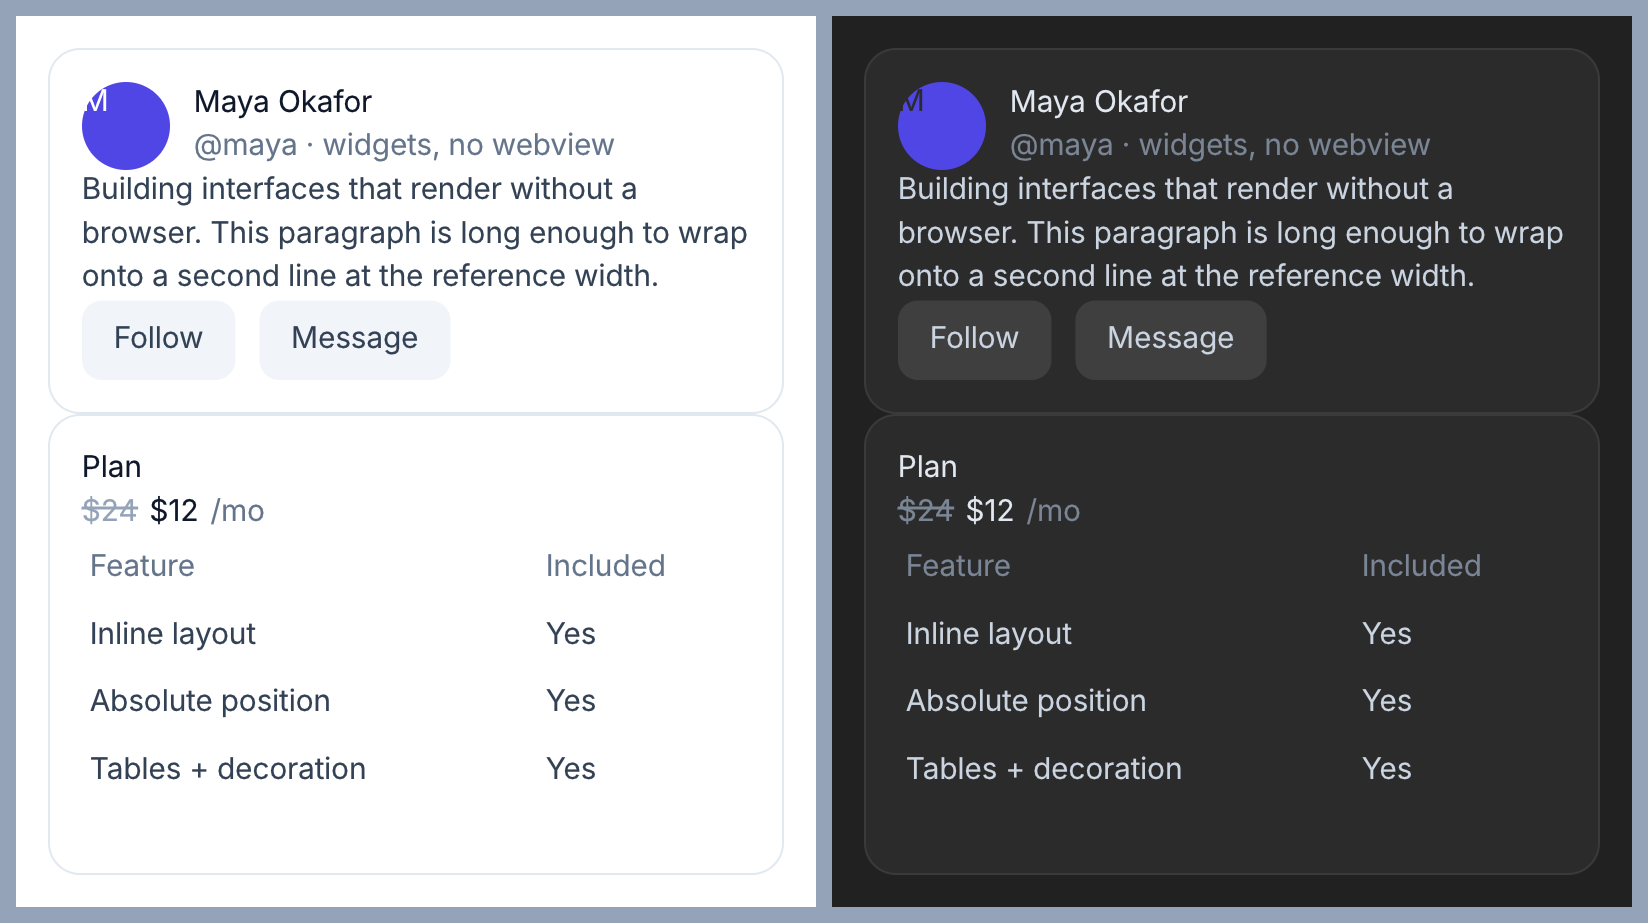 M
Maya Okafor
@maya · widgets, no webview
Building interfaces that render without a
browser. This paragraph is long enough to wrap
onto a second line at the reference width.
Follow Message
Plan
$24 $12 /mo
Feature Included
Inline layout Yes
Absolute position Yes
Tables + decoration Yes
M
Maya Okafor
@maya · widgets, no webview
Building interfaces that render without a
browser. This paragraph is long enough to wrap
onto a second line at the reference width.
Follow Message
Plan
$24 $12 /mo
Feature Included
Inline layout Yes
Absolute position Yes
Tables + decoration Yes